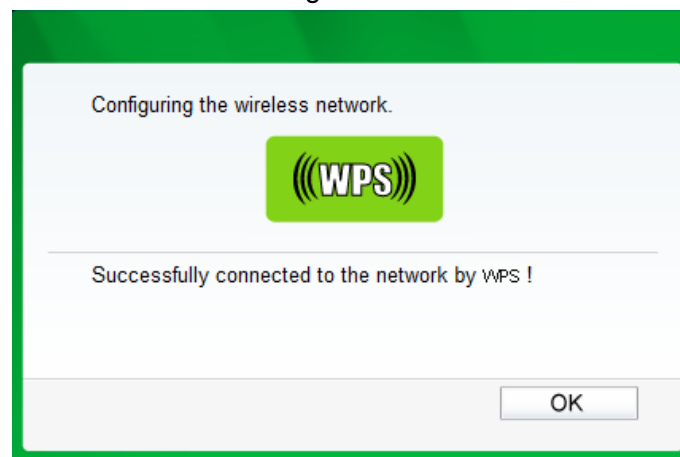 Configuring the wireless network.
(((WPS)))
Successfully connected to the network by WPS !
OK